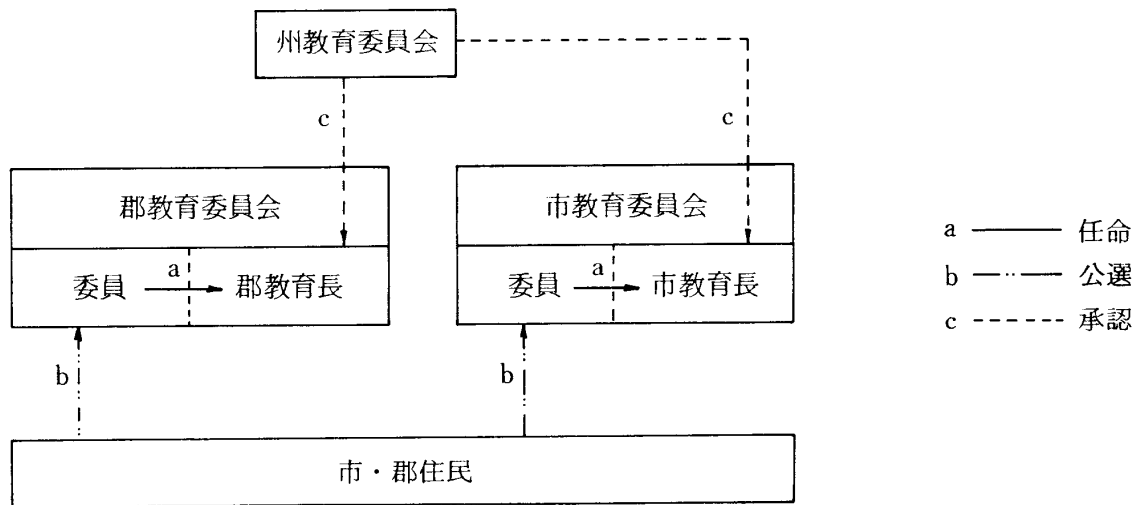 州教育委員会
c
c
郡教育委員会
市教育委員会
委員
a
郡教育長
委員
a
市教育長
a
任命
b
公選
c
承認
b
b
市・郡住民